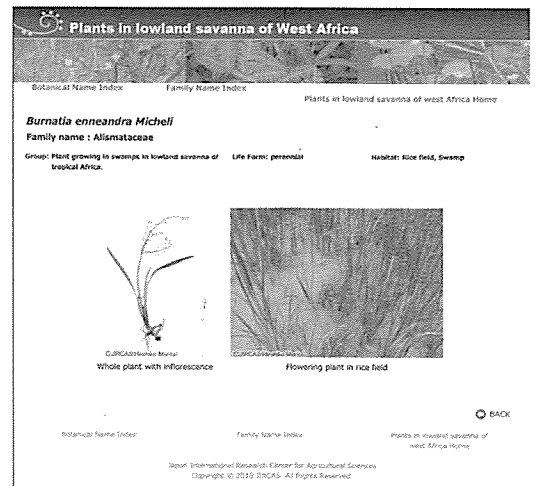 Plants in lowland savanna of West Africa
Botanical Name Index Family Name Index
Plants in lowland savanna of west Africa Home
Burnatia enneandra Micheli
Family name : Alismataceae
Group: Plant growing in swamps in lowland savanna of tropical Africa. Life Form: perennial Habitat: Rice field, Swamp
Whole plant with inflorescence Flowering plant in rice field
BACK
Botanical Name Index Family Name Index Plants in lowland savanna of west Africa Home
Japan International Research Center for Agricultural Sciences
Copyright © 2010 JIRCAS. All Rights Reserved